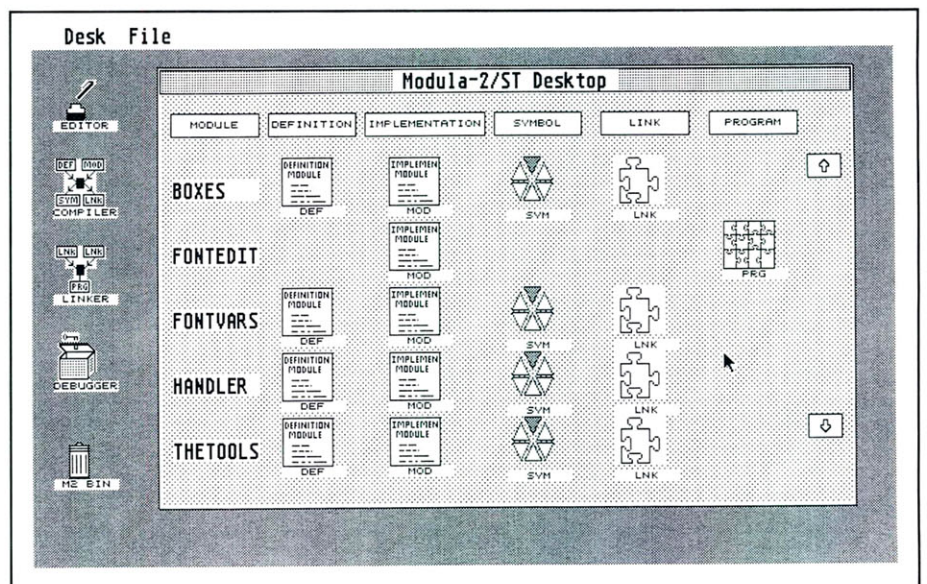 Desk File
Modula-2/ST Desktop
EDITOR
MODULE DEFINITION IMPLEMENTATION SYMBOL LINK PROGRAM
DEF MOD
SYM LNK
COMPILER
BOXES
DEFINITION MODULE
DEF
IMPLEMEN MODULE
MOD
SYM
LNK
LNK LNK
PRG
LINKER
FONTEDIT
IMPLEMEN MODULE
MOD
PRG
FONTVARS
DEFINITION MODULE
DEF
IMPLEMEN MODULE
MOD
SYM
LNK
DEBUGGER
HANDLER
DEFINITION MODULE
DEF
IMPLEMEN MODULE
MOD
SYM
LNK
M2 BIN
THETOOLS
DEFINITION MODULE
DEF
IMPLEMEN MODULE
MOD
SYM
LNK